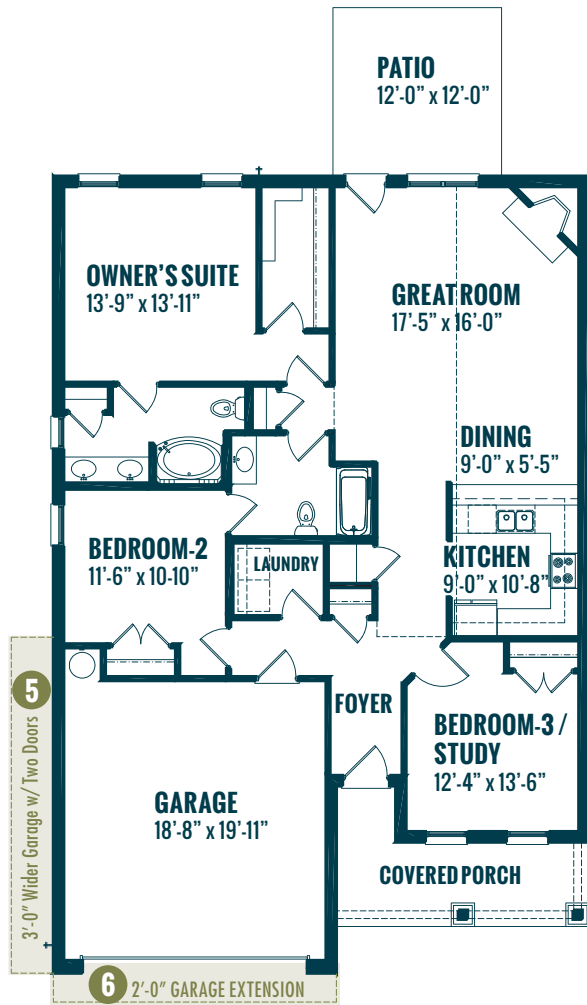 PATIO
12'-0” x 12'-0”
OWNER'S SUITE
13'-9” x 13'-11”
GREAT ROOM
17'-5” x 16'-0”
DINING
9'-0” x 5'-5”
BEDROOM-2
11'-6” x 10-10”
LAUNDRY
KITCHEN
9'-0” x 10'-8”
FOYER
BEDROOM-3 /
STUDY
12'-4” x 13'-6”
GARAGE
18'-8” x 19'-11”
COVERED PORCH
5
3'-0” Wider Garage w/ Two Doors
6
2'-0” GARAGE EXTENSION